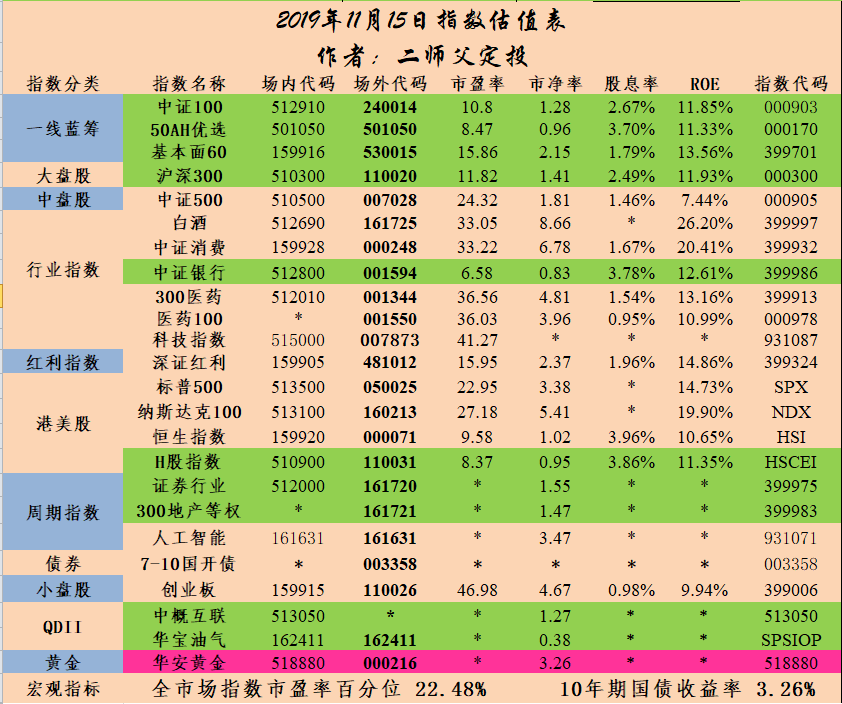 2019年11月15日指数估值表
作者：二师父定投
指数分类 指数名称 场内代码 场外代码 市盈率 市净率 股息率 ROE 指数代码
一线蓝筹 中证100 512910 240014 10.8 1.28 2.67% 11.85% 000903
50AH优选 501050 501050 8.47 0.96 3.70% 11.33% 000170
基本面60 159916 530015 15.86 2.15 1.79% 13.56% 399701
大盘股 沪深300 510300 110020 11.82 1.41 2.49% 11.93% 000300
中盘股 中证500 510500 007028 24.32 1.81 1.46% 7.44% 000905
行业指数 白酒 512690 161725 33.05 8.66 * 26.20% 399997
中证消费 159928 000248 33.22 6.78 1.67% 20.41% 399932
中证银行 512800 001594 6.58 0.83 3.78% 12.61% 399986
300医药 512010 001344 36.56 4.81 1.54% 13.16% 399913
医药100 * 001550 36.03 3.96 0.95% 10.99% 000978
科技指数 515000 007873 41.27 * * * 931087
红利指数 深证红利 159905 481012 15.95 2.37 1.96% 14.86% 399324
港美股 标普500 513500 050025 22.95 3.38 * 14.73% SPX
纳斯达克100 513100 160213 27.18 5.41 * 19.90% NDX
恒生指数 159920 000071 9.58 1.02 3.96% 10.65% HSI
H股指数 510900 110031 8.37 0.95 3.86% 11.35% HSCEI
周期指数 证券行业 512000 161720 * 1.55 * * 399975
300地产等权 * 161721 * 1.47 * * 399983
人工智能 161631 161631 * 3.47 * * 931071
债券 7-10国开债 * 003358 * * * * 003358
小盘股 创业板 159915 110026 46.98 4.67 0.98% 9.94% 399006
QDII 中概互联 513050 * * 1.27 * * 513050
华宝油气 162411 162411 * 0.38 * * SPSIOP
黄金 华安黄金 518880 000216 * 3.26 * * 518880
宏观指标 全市场指数市盈率百分位 22.48% 10年期国债收益率 3.26%